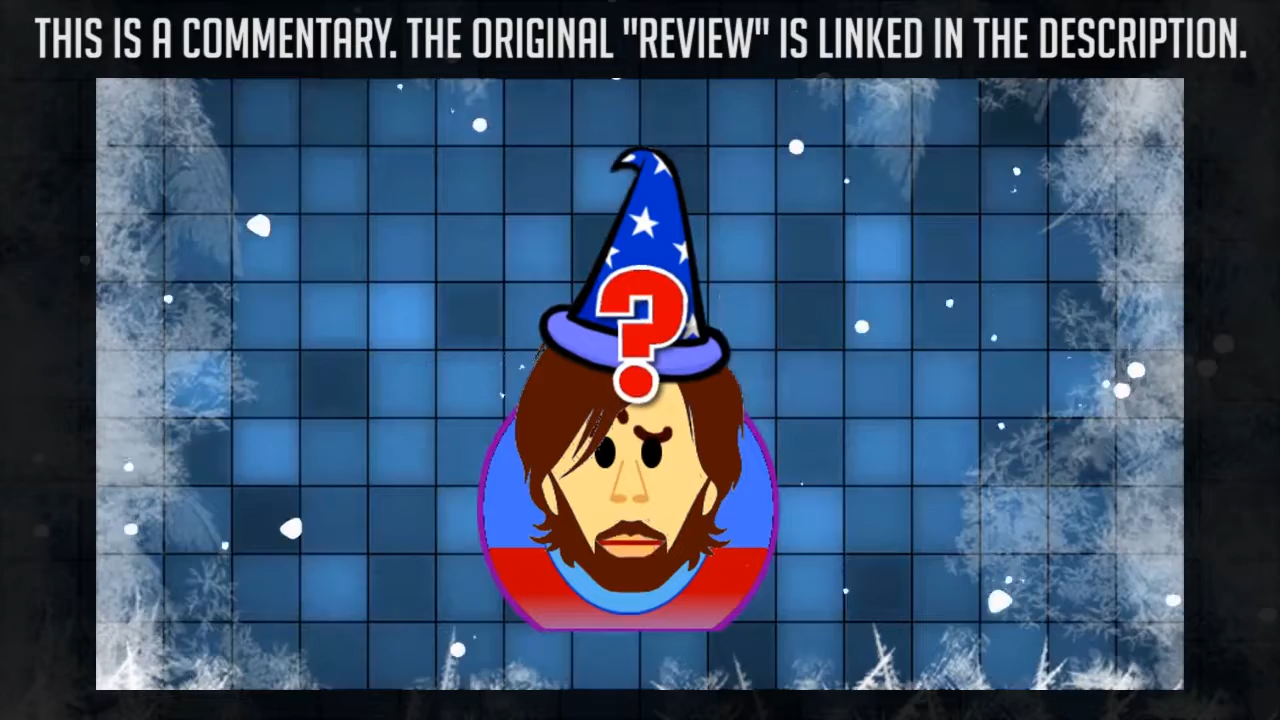 THIS IS A COMMENTARY. THE ORIGINAL "REVIEW" IS LINKED IN THE DESCRIPTION.
?